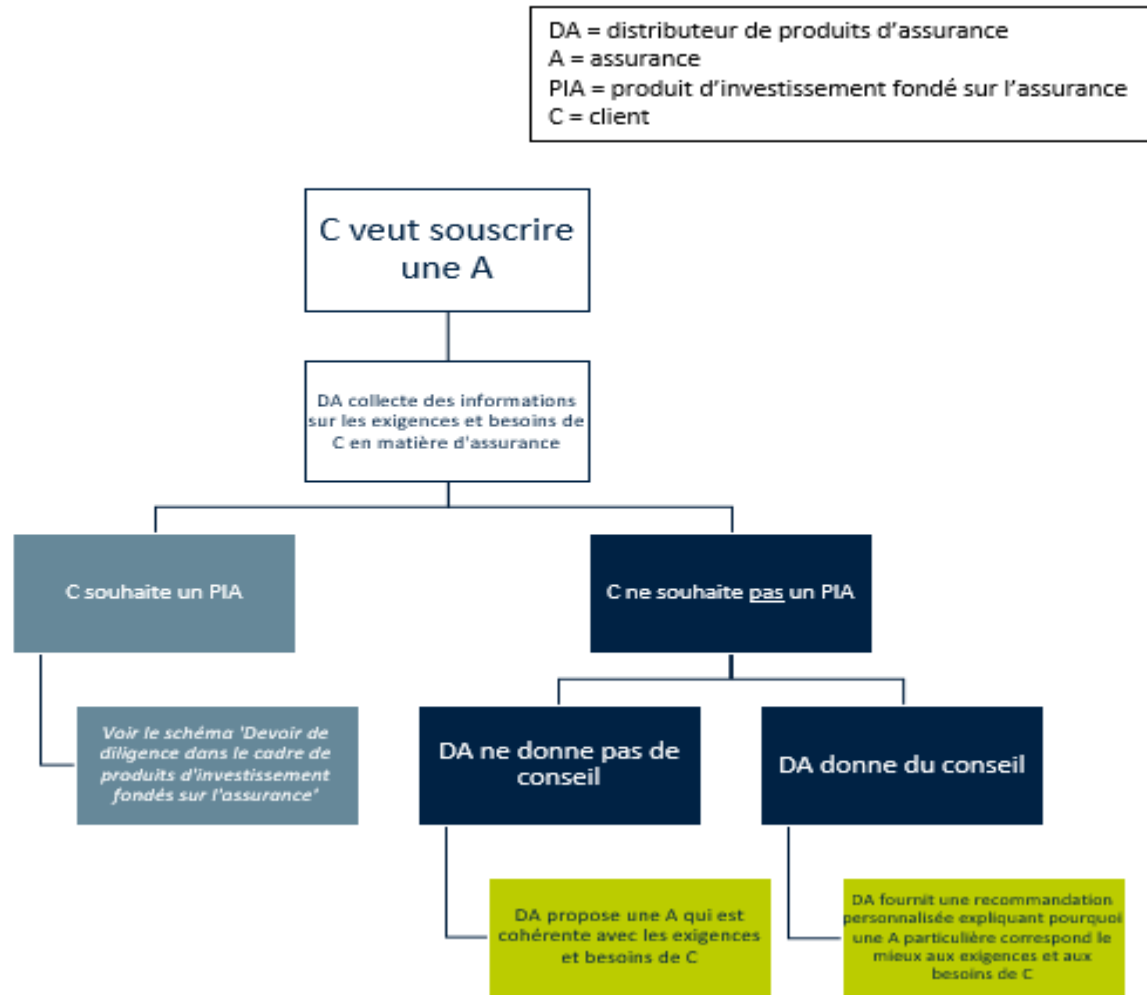 DA = distributeur de produits d'assurance
A = assurance
PIA = produit d'investissement fondé sur l'assurance
C = client
C veut souscrire
une A
DA collecte des informations
sur les exigences et besoins de
C en matière d'assurance
C souhaite un PIA
C ne souhaite pas un PIA
Voir le schéma 'Devoir de
diligence dans le cadre de
produits d'investissement
fondés sur l'assurance'
DA ne donne pas de
conseil
DA donne du conseil
DA propose une A qui est
cohérente avec les exigences
et besoins de C
DA fournit une recommandation
personnalisée expliquant pourquoi
une A particulière correspond le
mieux aux exigences et aux
besoins de C